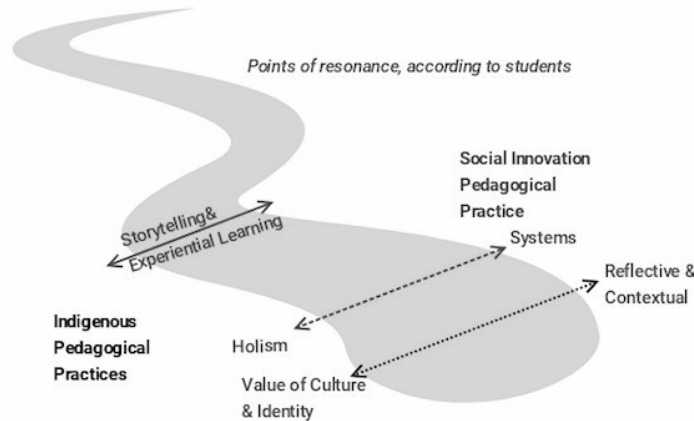 Points of resonance, according to students
Social Innovation
Pedagogical
Practice
Storytelling&
Experiential Learning
Systems
Reflective &
Contextual
Indigenous
Pedagogical
Practices
Holism
Value of Culture
& Identity